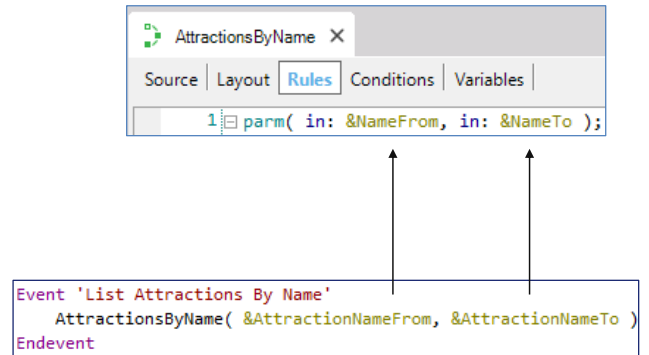 AttractionsByName X
Source | Layout | Rules | Conditions | Variables |
1 parm( in: &NameFrom, in: &NameTo );
Event 'List Attractions By Name'
AttractionsByName( &AttractionNameFrom, &AttractionNameTo )
Endevent